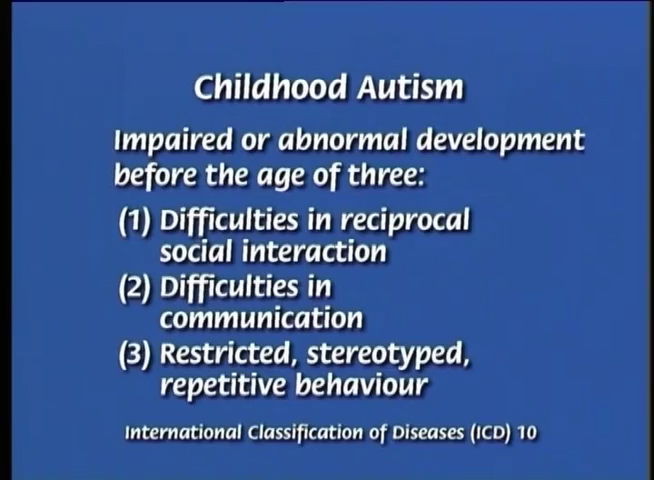 Childhood Autism
Impaired or abnormal development
before the age of three:
(1) Difficulties in reciprocal
social interaction
(2) Difficulties in
communication
(3) Restricted, stereotyped,
repetitive behaviour
International Classification of Diseases (ICD) 10